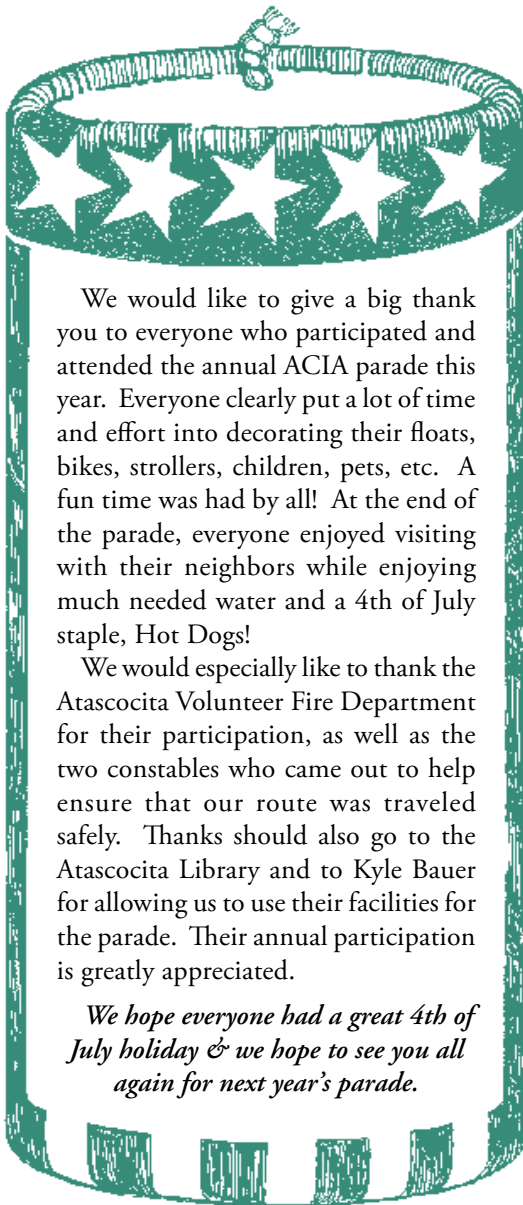 We would like to give a big thank
you to everyone who participated and
attended the annual ACIA parade this
year.  Everyone clearly put a lot of time
and effort into decorating their floats,
bikes, strollers, children, pets, etc.  A
fun time was had by all!  At the end of
the parade, everyone enjoyed visiting
with their neighbors while enjoying
much needed water and a 4th of July
staple, Hot Dogs!
We would especially like to thank the
Atascocita Volunteer Fire Department
for their participation, as well as the
two constables who came out to help
ensure that our route was traveled
safely.  Thanks should also go to the
Atascocita Library and to Kyle Bauer
for allowing us to use their facilities for
the parade.  Their annual participation
is greatly appreciated.
We hope everyone had a great 4th of
July holiday & we hope to see you all
again for next year's parade.